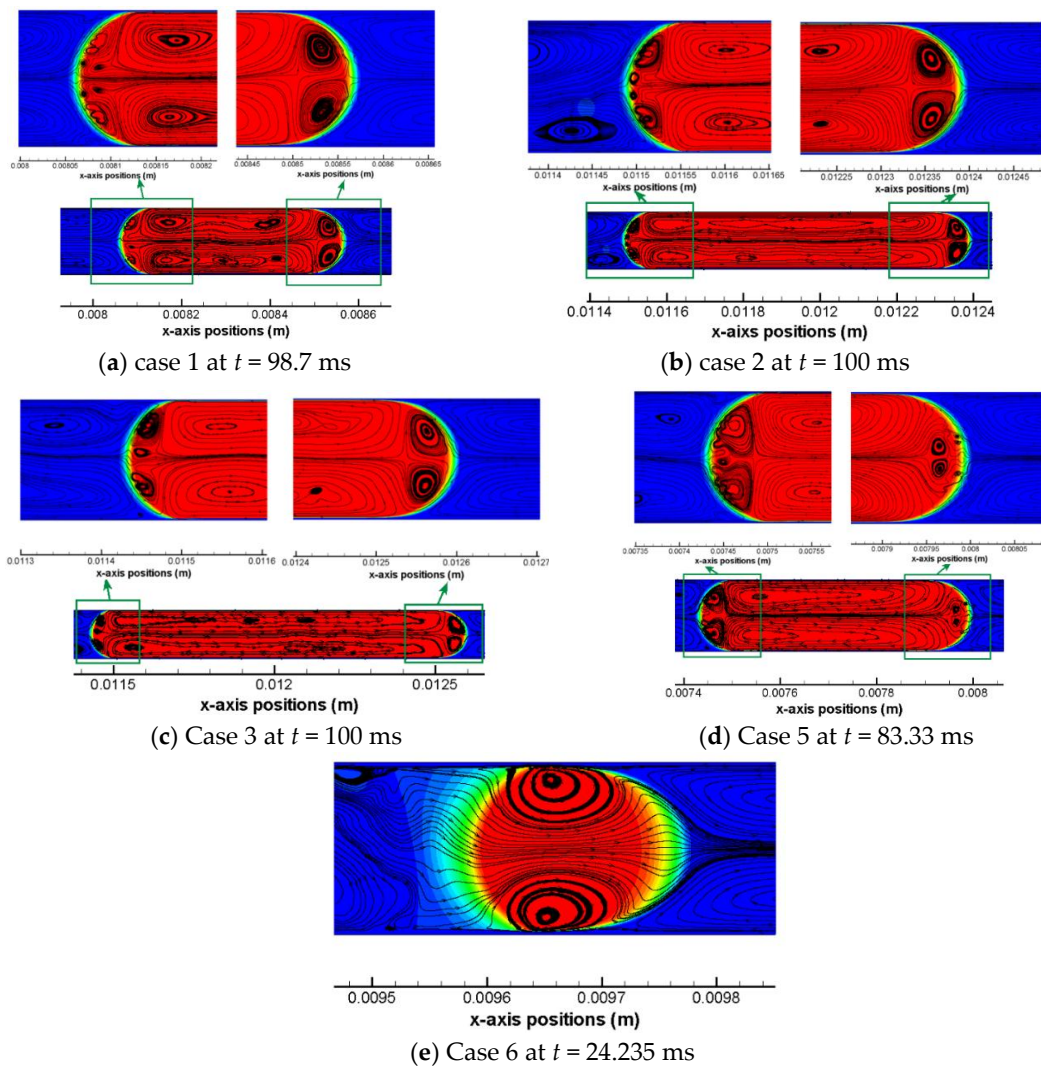 0.008 0.00805 0.0081 0.00815 0.0082
x-axis positions (m)
0.00845 0.0085 0.00855 0.0086 0.00865
x-axis positions (m)
0.008 0.0082 0.0084 0.0086
x-axis positions (m)
(a) case 1 at t = 98.7 ms
0.0114 0.01145 0.0115 0.01155 0.0116 0.01165
x-aixs positions (m)
0.01225 0.0123 0.01235 0.0124 0.01245
x-aixs positions (m)
0.0114 0.0116 0.0118 0.012 0.0122 0.0124
x-aixs positions (m)
(b) case 2 at t = 100 ms
0.0113 0.0114 0.0115 0.0116
x-axis positions (m)
0.0124 0.0125 0.0126 0.0127
x-axis positions (m)
0.0115 0.012 0.0125
x-axis positions (m)
(c) Case 3 at t = 100 ms
0.00735 0.0074 0.00745 0.0075 0.00755
x-axis positions (m)
0.0079 0.00795 0.008 0.00805
x-axis positions (m)
0.0074 0.0076 0.0078 0.008
x-axis positions (m)
(d) Case 5 at t = 83.33 ms
0.0095 0.0096 0.0097 0.0098
x-axis positions (m)
(e) Case 6 at t = 24.235 ms